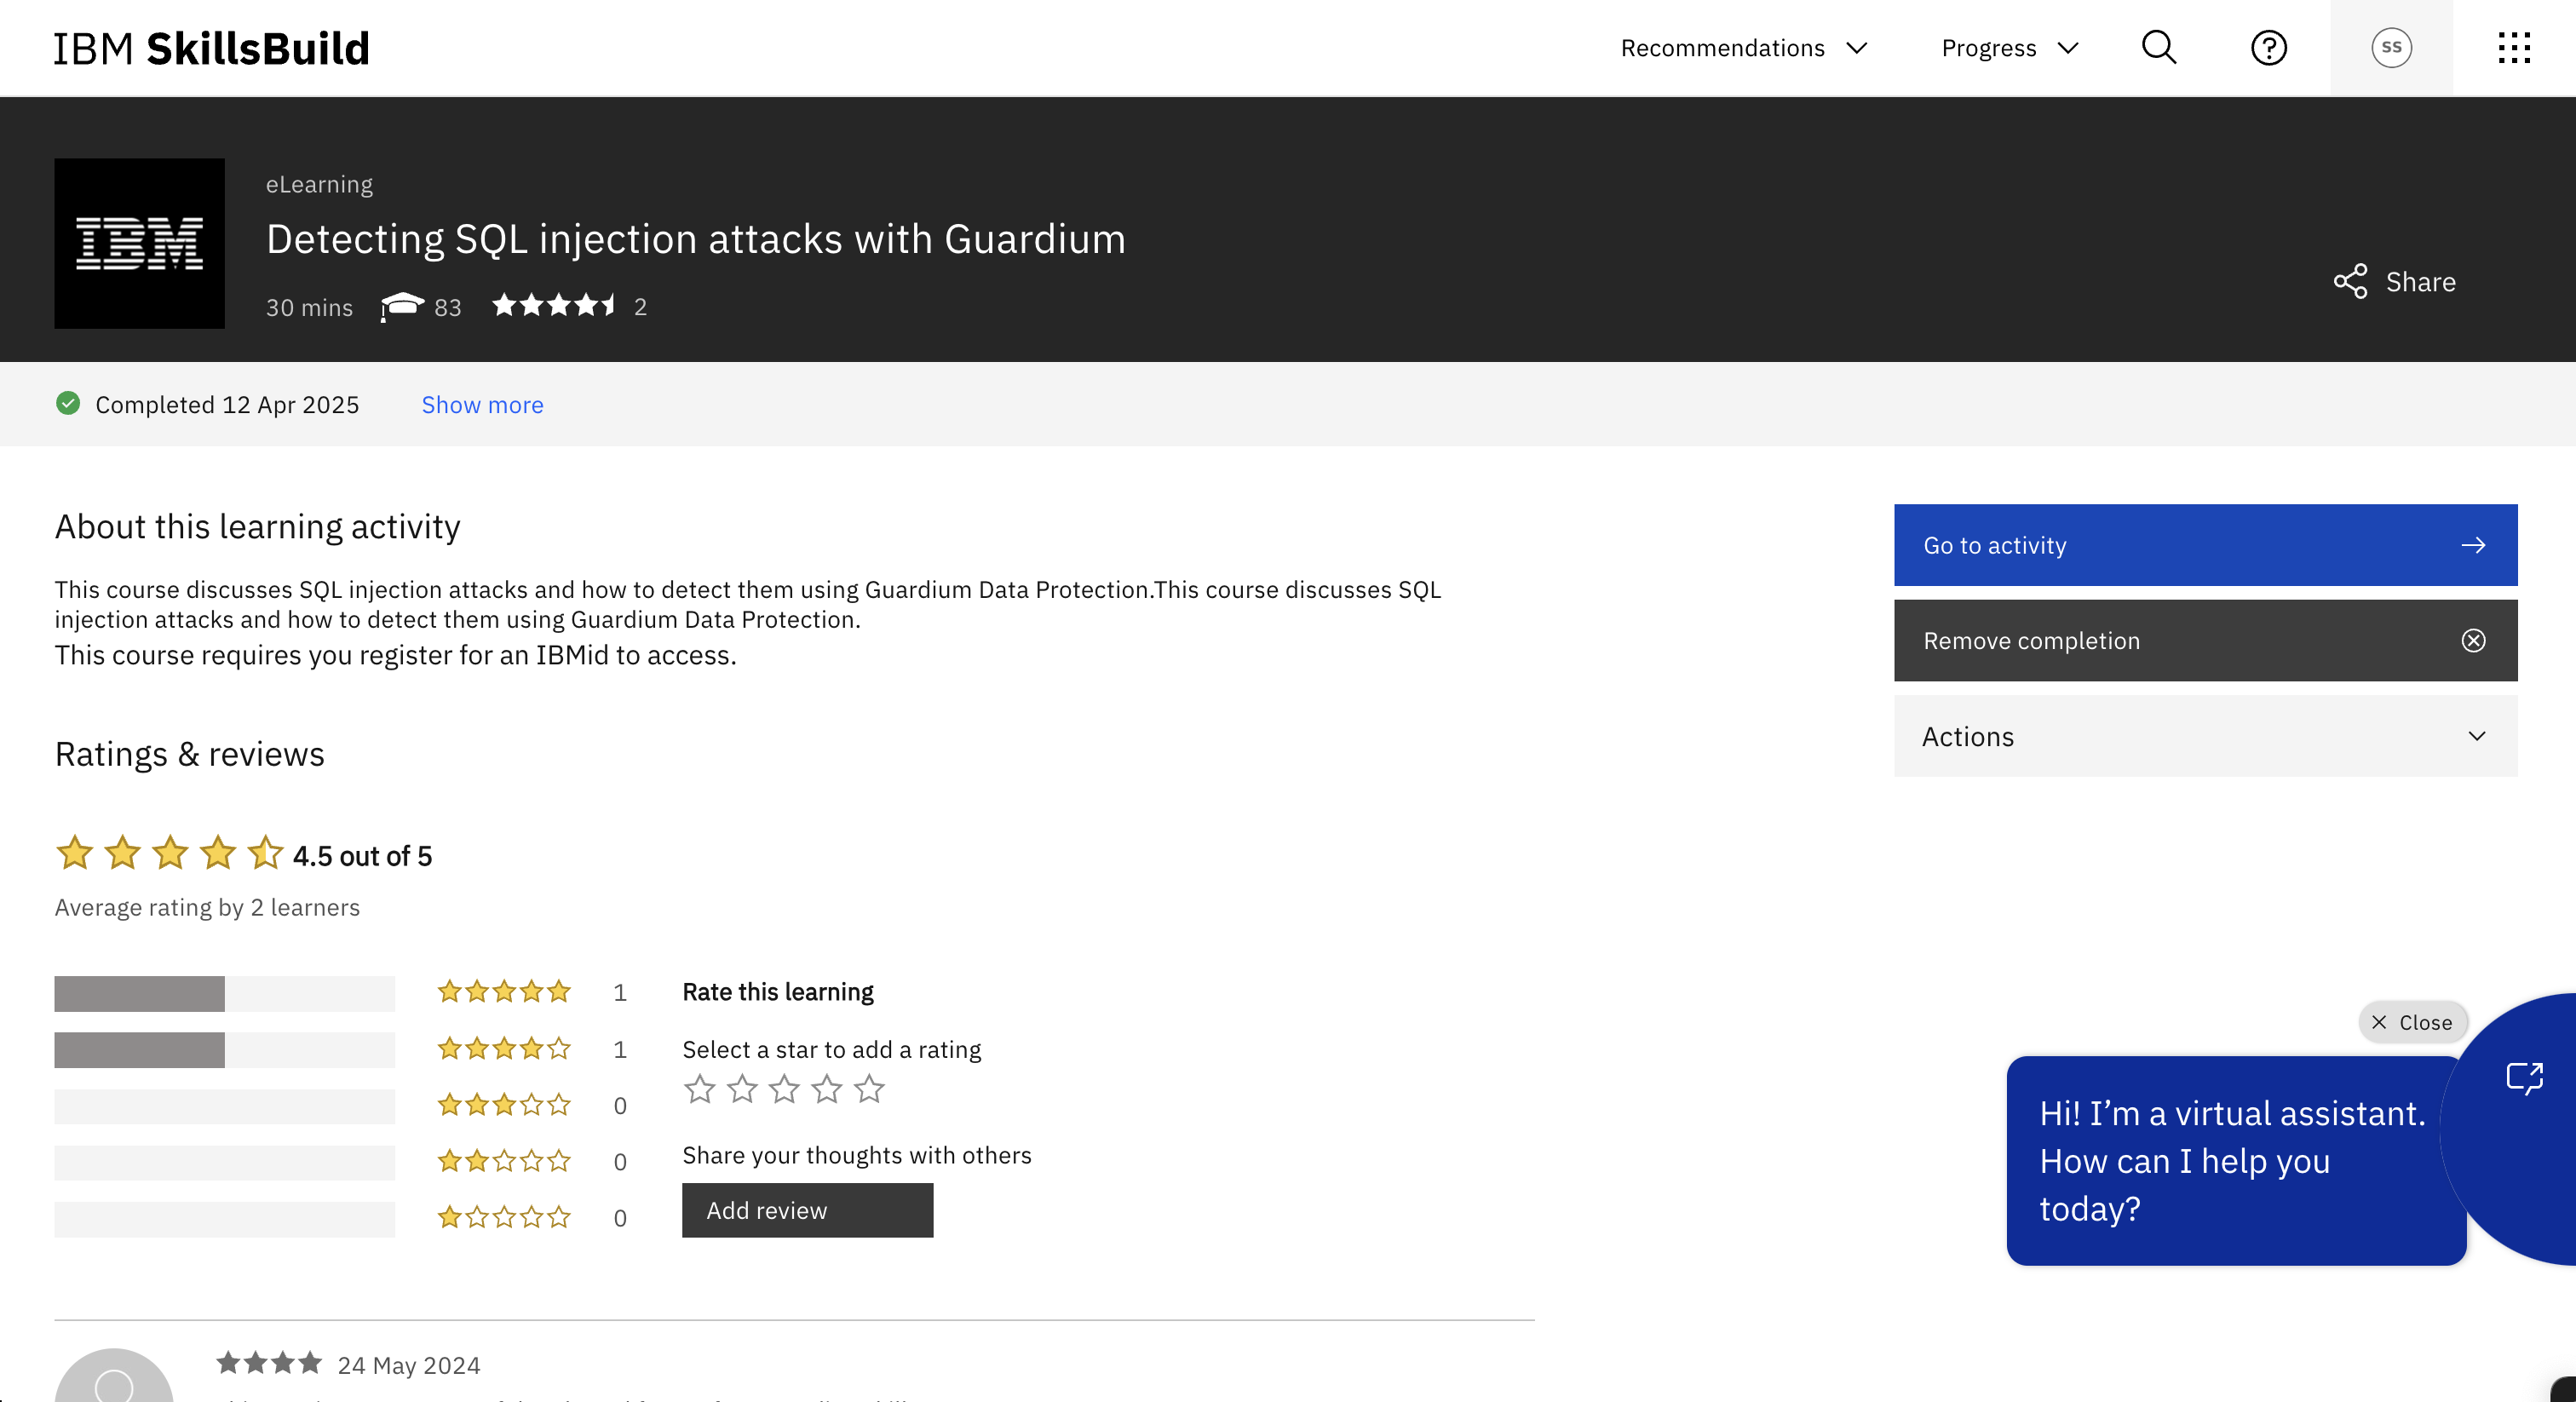 IBM SkillsBuild
Recommendations
Progress
SS
IBM
eLearning
Detecting SQL injection attacks with Guardium
30 mins 83 2
Share
Completed 12 Apr 2025 Show more
About this learning activity
This course discusses SQL injection attacks and how to detect them using Guardium Data Protection.This course discusses SQL
injection attacks and how to detect them using Guardium Data Protection.
This course requires you register for an IBMid to access.
Go to activity
Remove completion
Actions
Ratings & reviews
4.5 out of 5
Average rating by 2 learners
1
1
0
0
0
Rate this learning
Select a star to add a rating
Share your thoughts with others
Add review
Close
Hi! I’m a virtual assistant.
How can I help you
today?
24 May 2024